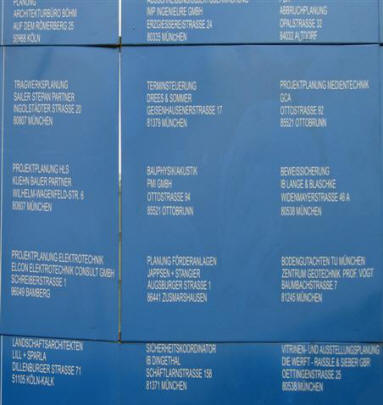 PLANUNG
ARCHITEKTURBÜRO BÖHM
AUF DEM RÖMERBERG 25
50968 KÖLN
IMP INGENIEURE GMBH
ERZGIESSEREISTRASSE 24
80335 MÜNCHEN
ABBRUCHPLANUNG
OPALSTRASSE 32
84032 ALTDORF
TRAGWERKSPLANUNG
SAILER STEPAN PARTNER
INGOLSTÄDTER STRASSE 20
80807 MÜNCHEN
TERMINSTEUERUNG
DREES & SOMMER
GEISENHAUSENERSTRASSE 17
81379 MÜNCHEN
PROJEKTPLANUNG MEDIENTECHNIK
GCA
OTTOSTRASSE 92
85521 OTTOBRUNN
PROJEKTPLANUNG HLS
KUEHN BAUER PARTNER
WILHELM-WAGENFELD-STR. 6
80807 MÜNCHEN
BAUPHYSIK/AKUSTIK
PMI GMBH
OTTOSTRASSE 94
85521 OTTOBRUNN
BEWEISSICHERUNG
IB LANGE & BLASCHKE
WIDENMAYERSTRASSE 46 A
80538 MÜNCHEN
PROJEKTPLANUNG ELEKTROTECHNIK
ELCON ELEKTROTECHNIK CONSULT GMBH
SCHREIBERSTRASSE 1
96049 BAMBERG
PLANUNG FÖRDERANLAGEN
JAPPSEN + STANGIER
AUGSBURGER STRASSE 1
86441 ZUSMARSHAUSEN
BODENGUTACHTEN TU MÜNCHEN
ZENTRUM GEOTECHNIK PROF. VOGT
BAUMBACHSTRASSE 7
81245 MÜNCHEN
LANDSCHAFTSARCHITEKTEN
LILL + SPARLA
DILLENBURGER STRASSE 71
51105 KÖLN-KALK
SICHERHEITSKOORDINATOR
IB DINGETHAL
SCHÄFTLARNSTRASSE 158
81371 MÜNCHEN
VITRINEN- UND AUSSTELLUNGSPLANUNG
DIE WERFT - RAISSLE & SIEBER GBR
OETTINGENSTRASSE 25
80538 MÜNCHEN